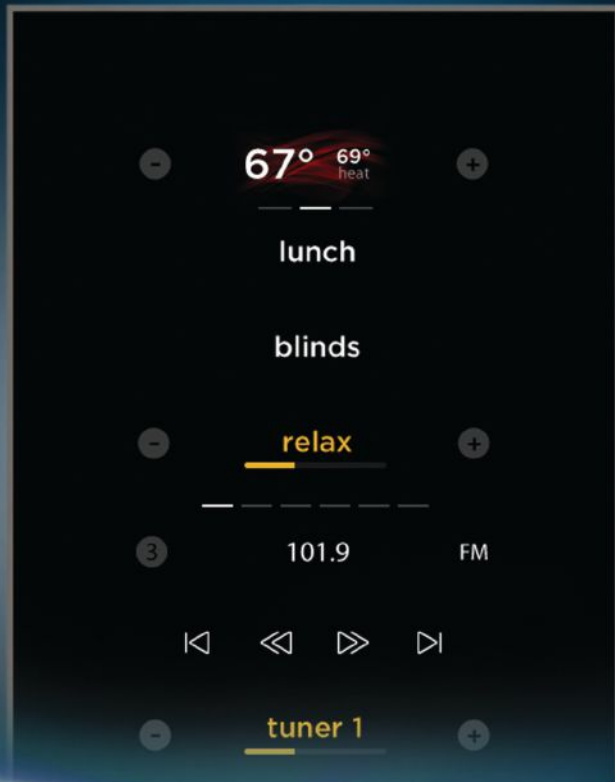 - 67° 69° +
heat
lunch
blinds
- relax +
3 101.9 FM
- tuner 1 +